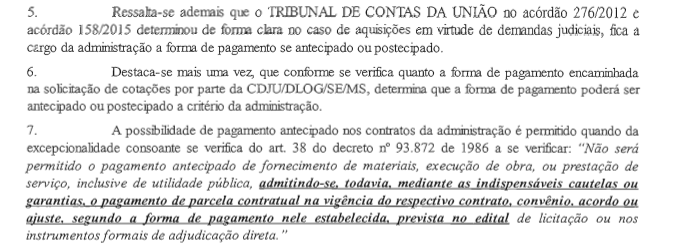 5. Ressalta-se ademais que o TRIBUNAL DE CONTAS DA UNIÃO no acórdão 276/2012 e
acórdão 158/2015 determinou de forma clara no caso de aquisições em virtude de demandas judiciais, fica a
cargo da administração a forma de pagamento se antecipado ou postecipado.
6. Destaca-se mais uma vez, que conforme se verifica quanto a forma de pagamento encaminhada
na solicitação de cotações por parte da CDJU/DLOG/SE/MS, determina que a forma de pagamento poderá ser
antecipado ou postecipado a critério da administração.
7. A possibilidade de pagamento antecipado nos contratos da administração é permitido quando da
excepcionalidade consoante se verifica do art. 38 do decreto nº 93.872 de 1986 a se verificar: “Não será
permitido o pagamento antecipado de fornecimento de materiais, execução de obra, ou prestação de
serviço, inclusive de utilidade pública, admitindo-se, todavia, mediante as indispensáveis cautelas ou
garantias, o pagamento de parcela contratual na vigência do respectivo contrato, convênio, acordo ou
ajuste, segundo a forma de pagamento nele estabelecida, prevista no edital de licitação ou nos
instrumentos formais de adjudicação direta.”